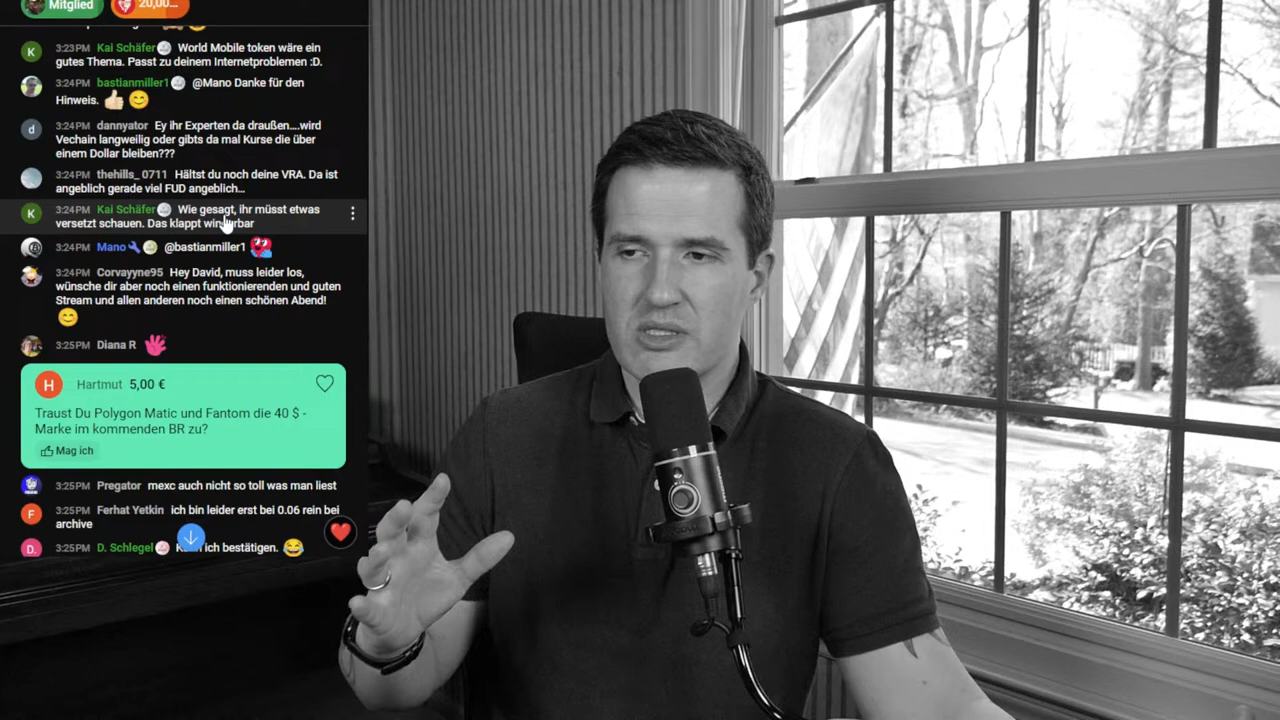 Mitglied
20,00...
3:23PM Kai Schäfer World Mobile token wäre ein
gutes Thema. Passt zu deinem Internetproblemen :D.
3:24PM bastianmiller1 @Mano Danke für den
Hinweis. 👍🏻 😊
3:24PM dannyator Ey ihr Experten da draußen....wird
Vechain langweilig oder gibts da mal Kurse die über
einem Dollar bleiben???
3:24PM thehills_0711 Hältst du noch deine VRA. Da ist
angeblich gerade viel FUD angeblich...
3:24PM Kai Schäfer Wie gesagt, ihr müsst etwas
versetzt schauen. Das klappt
3:24PM Mano @bastianmiller1
3:24PM Corvayyne95 Hey David, muss leider los,
wünsche dir aber noch einen funktionierenden und guten
Stream und allen anderen noch einen schönen Abend!
😊
3:25PM Diana R
H Hartmut 5,00 €
Traust Du Polygon Matic und Fantom die 40 $ -
Marke im kommenden BR zu?
Mag ich
3:25PM Pregator mexc auch nicht so toll was man liest
3:25PM Ferhat Yetkin ich bin leider erst bei 0.06 rein bei
archive
3:25PM D. Schlegel ich bestätigen. 😂